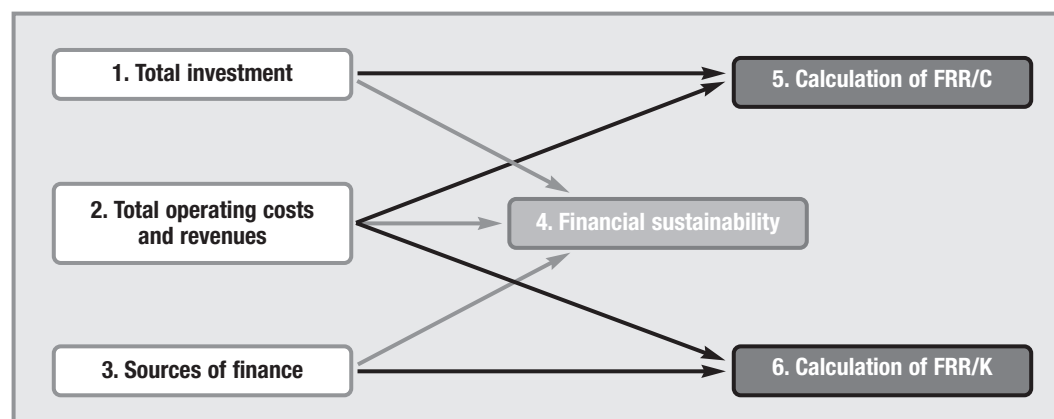 1. Total investment
5. Calculation of FRR/C
2. Total operating costs
and revenues
4. Financial sustainability
3. Sources of finance
6. Calculation of FRR/K